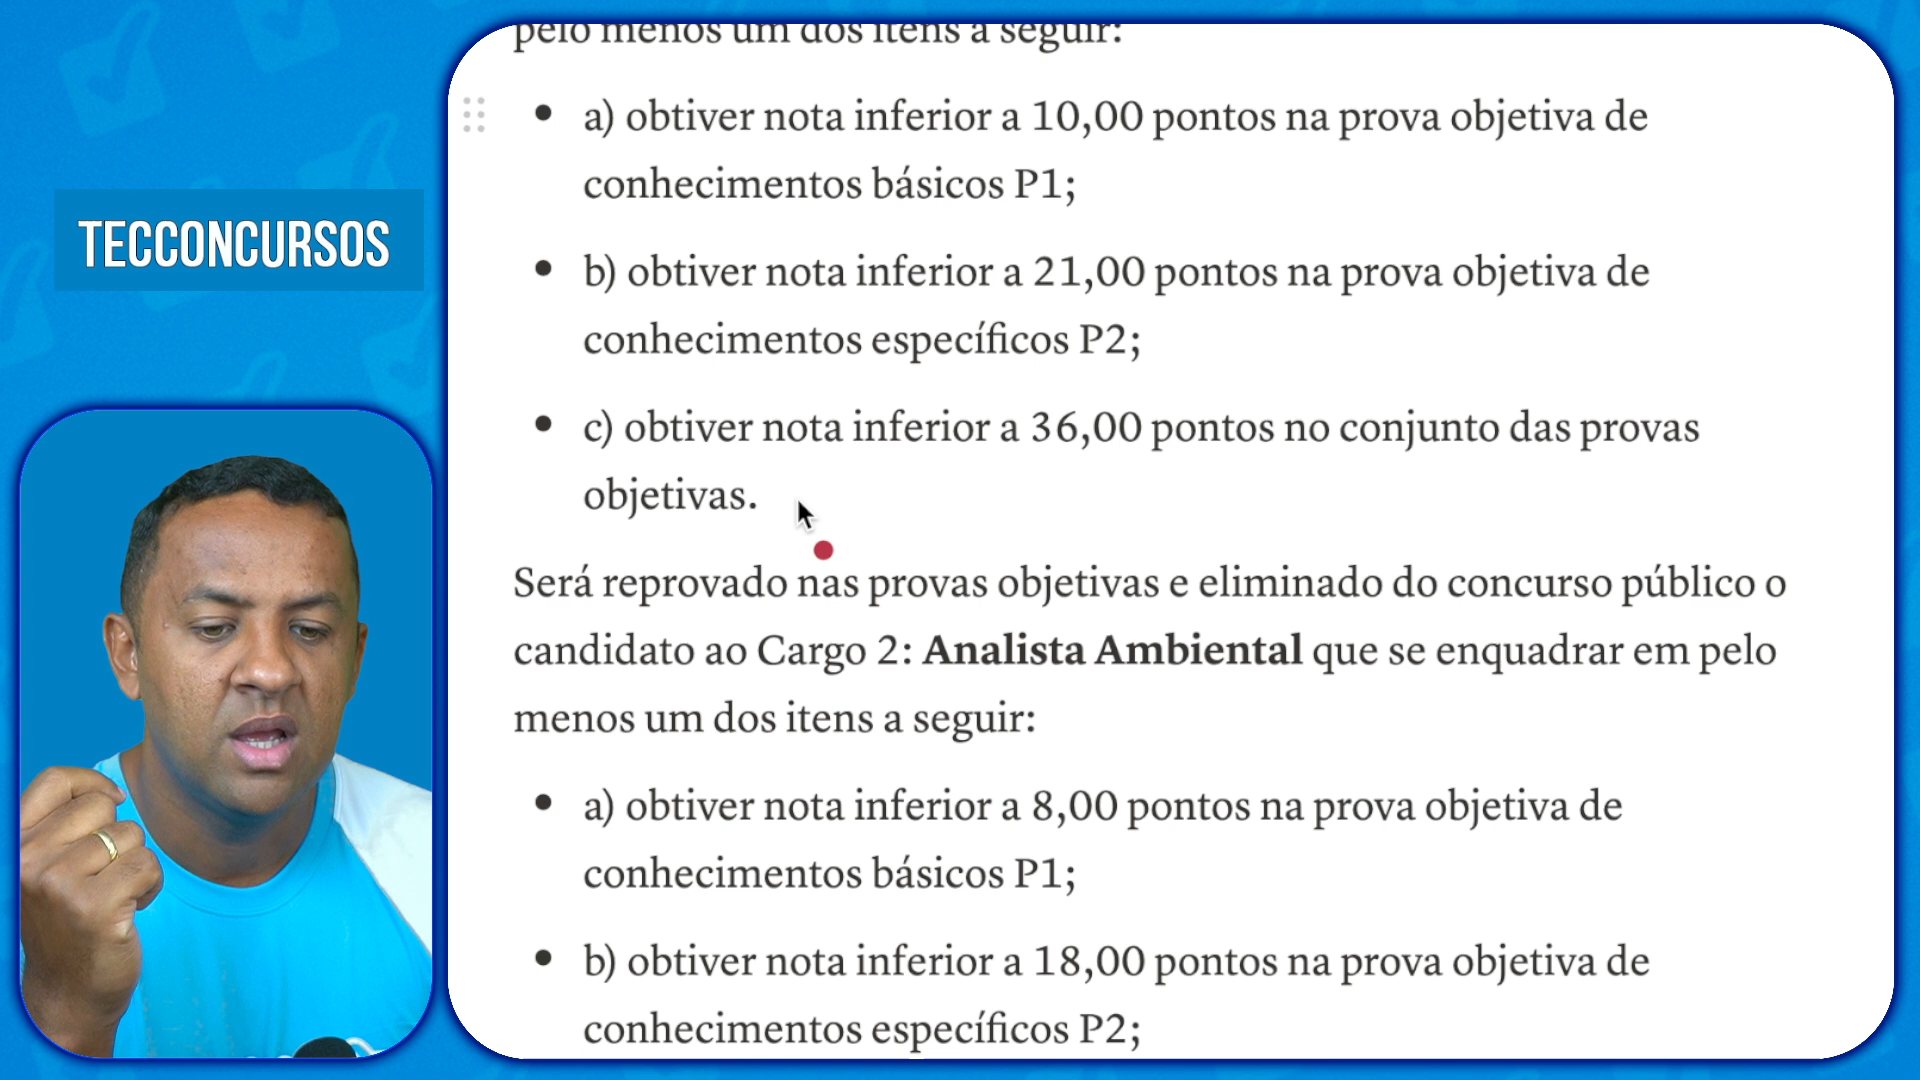 pelo menos um dos itens a seguir:
• a) obtiver nota inferior a 10,00 pontos na prova objetiva de
conhecimentos básicos P1;
TECCONCURSOS
• b) obtiver nota inferior a 21,00 pontos na prova objetiva de
conhecimentos específicos P2;
• c) obtiver nota inferior a 36,00 pontos no conjunto das provas
objetivas.
Será reprovado nas provas objetivas e eliminado do concurso público o
candidato ao Cargo 2: Analista Ambiental que se enquadrar em pelo
menos um dos itens a seguir:
• a) obtiver nota inferior a 8,00 pontos na prova objetiva de
conhecimentos básicos P1;
• b) obtiver nota inferior a 18,00 pontos na prova objetiva de
conhecimentos específicos P2;